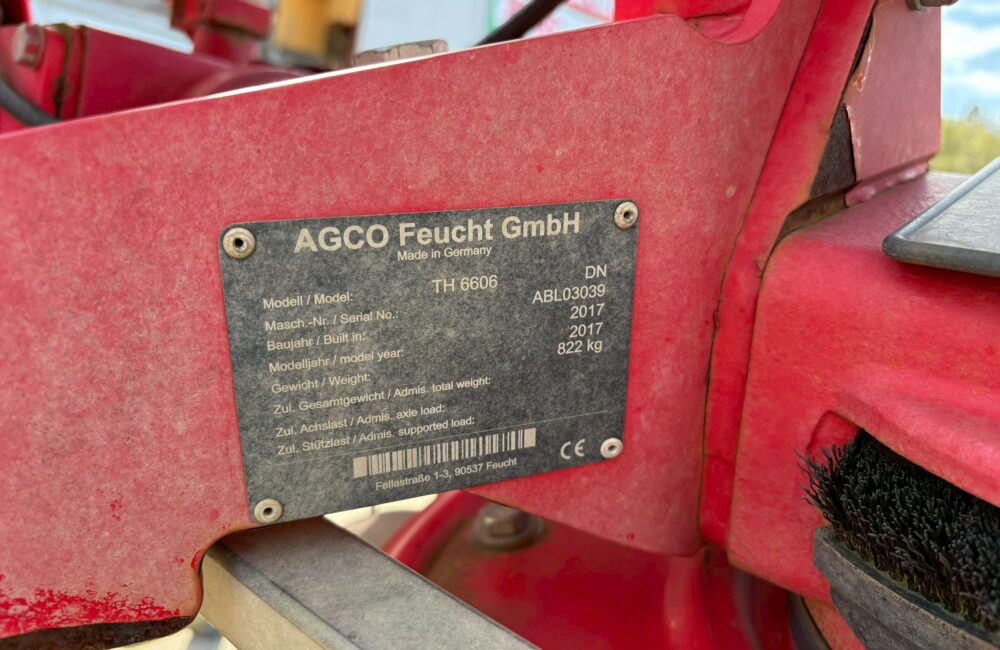 AGCO Feucht GmbH
Made in Germany
Modell / Model: TH 6606 DN
Masch.-Nr. / Serial No.: ABL03039
Baujahr / Built in: 2017
Modelljahr / model year: 2017
Gewicht / Weight: 822 kg
Zul. Gesamtgewicht / Admis. total weight:
Zul. Achslast / Admis. axle load:
Zul. Stützlast / Admis. supported load:
CE
Fellastraße 1-3, 90537 Feucht